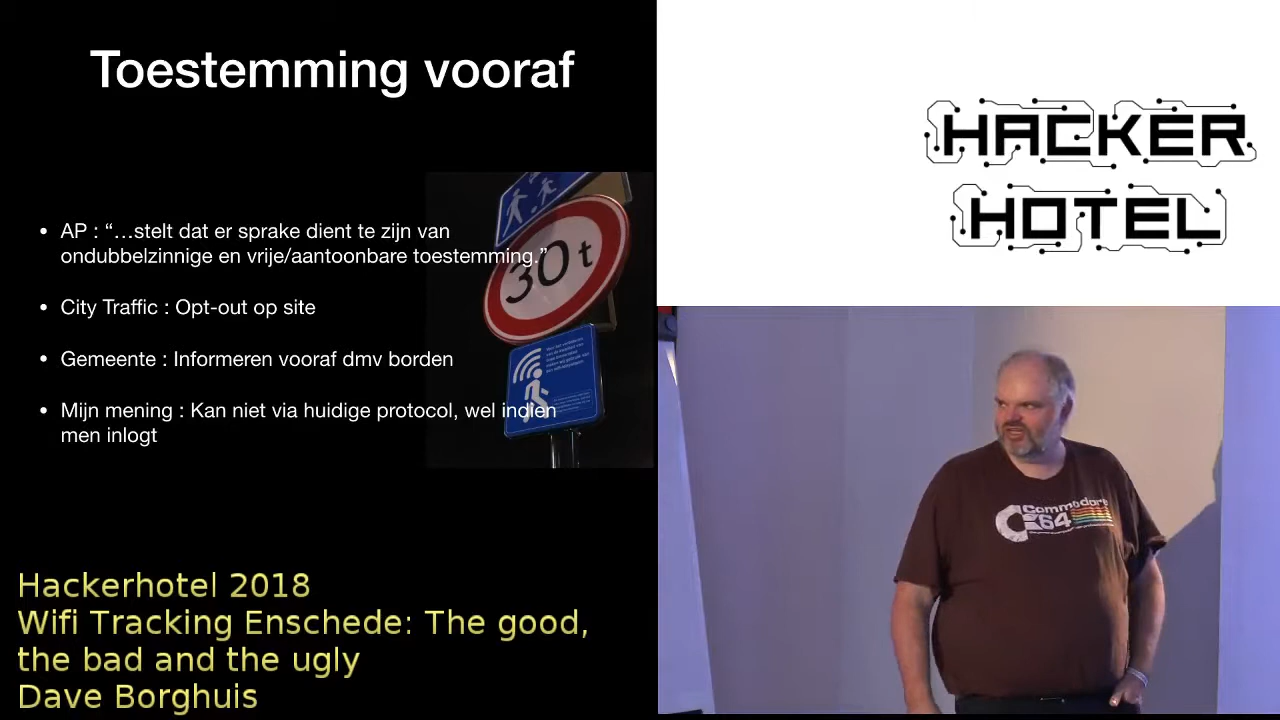 Toestemming vooraf
• AP : “…stelt dat er sprake dient te zijn van
ondubbelzinnige en vrije/aantoonbare toestemming.”
• City Traffic : Opt-out op site
• Gemeente : Informeren vooraf dmv borden
• Mijn mening : Kan niet via huidige protocol, wel indien
men inlogt
30t
HACKER
HOTEL
Commodore
64
Hackerhotel 2018
Wifi Tracking Enschede: The good,
the bad and the ugly
Dave Borghuis